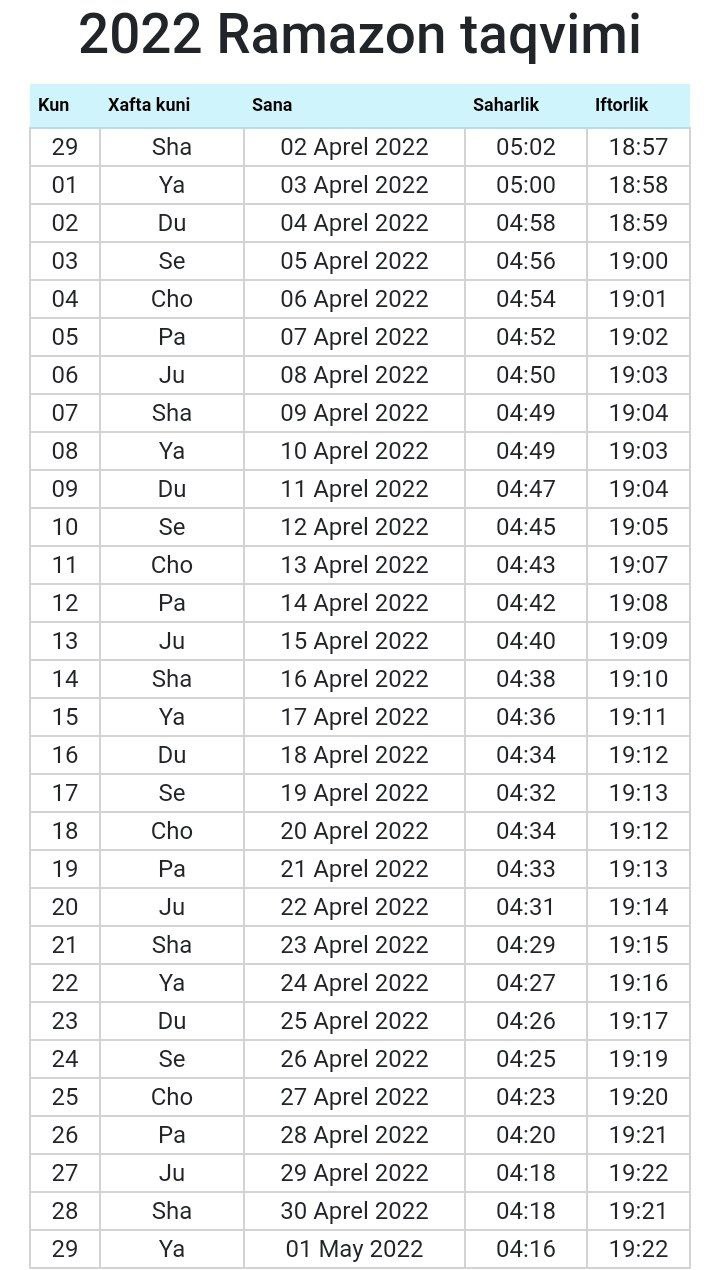 2022 Ramazon taqvimi
Kun Xafta kuni Sana Saharlik Iftorlik
29 Sha 02 Aprel 2022 05:02 18:57
01 Ya 03 Aprel 2022 05:00 18:58
02 Du 04 Aprel 2022 04:58 18:59
03 Se 05 Aprel 2022 04:56 19:00
04 Cho 06 Aprel 2022 04:54 19:01
05 Pa 07 Aprel 2022 04:52 19:02
06 Ju 08 Aprel 2022 04:50 19:03
07 Sha 09 Aprel 2022 04:49 19:04
08 Ya 10 Aprel 2022 04:49 19:03
09 Du 11 Aprel 2022 04:47 19:04
10 Se 12 Aprel 2022 04:45 19:05
11 Cho 13 Aprel 2022 04:43 19:07
12 Pa 14 Aprel 2022 04:42 19:08
13 Ju 15 Aprel 2022 04:40 19:09
14 Sha 16 Aprel 2022 04:38 19:10
15 Ya 17 Aprel 2022 04:36 19:11
16 Du 18 Aprel 2022 04:34 19:12
17 Se 19 Aprel 2022 04:32 19:13
18 Cho 20 Aprel 2022 04:34 19:12
19 Pa 21 Aprel 2022 04:33 19:13
20 Ju 22 Aprel 2022 04:31 19:14
21 Sha 23 Aprel 2022 04:29 19:15
22 Ya 24 Aprel 2022 04:27 19:16
23 Du 25 Aprel 2022 04:26 19:17
24 Se 26 Aprel 2022 04:25 19:19
25 Cho 27 Aprel 2022 04:23 19:20
26 Pa 28 Aprel 2022 04:20 19:21
27 Ju 29 Aprel 2022 04:18 19:22
28 Sha 30 Aprel 2022 04:18 19:21
29 Ya 01 May 2022 04:16 19:22